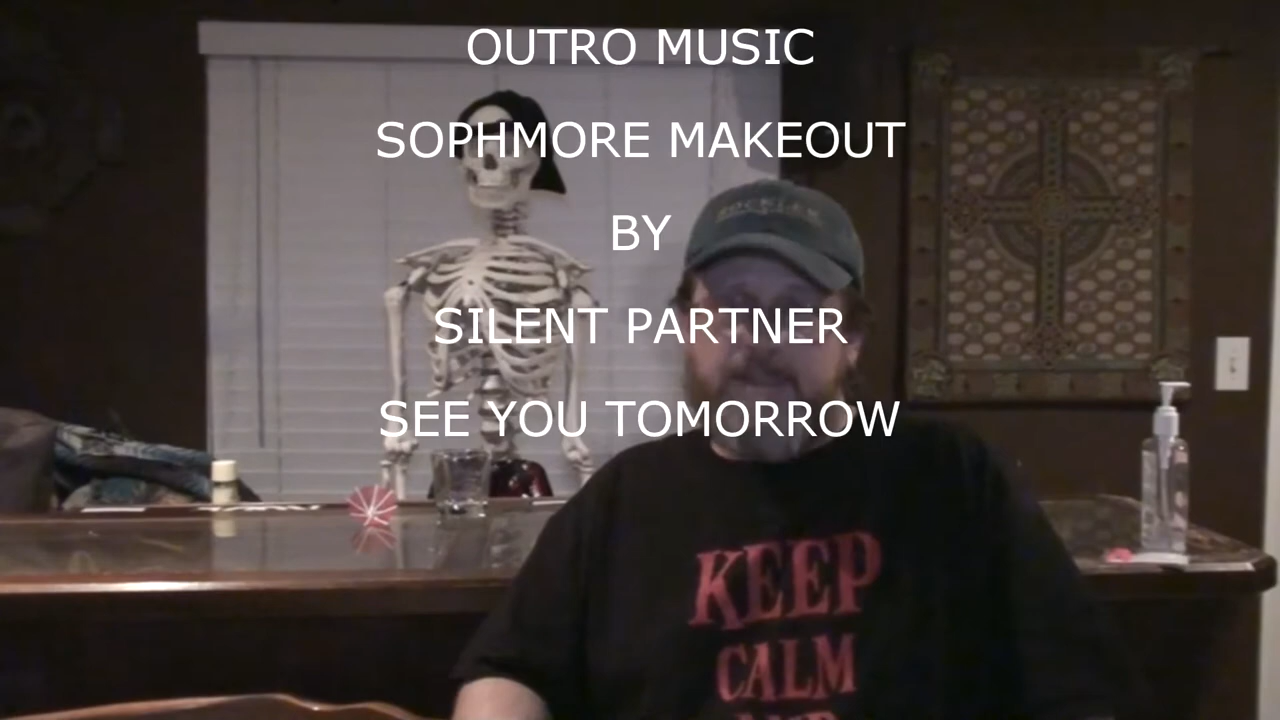 OUTRO MUSIC
SOPHMORE MAKEOUT
BY
SILENT PARTNER
SEE YOU TOMORROW
KEEP
CALM